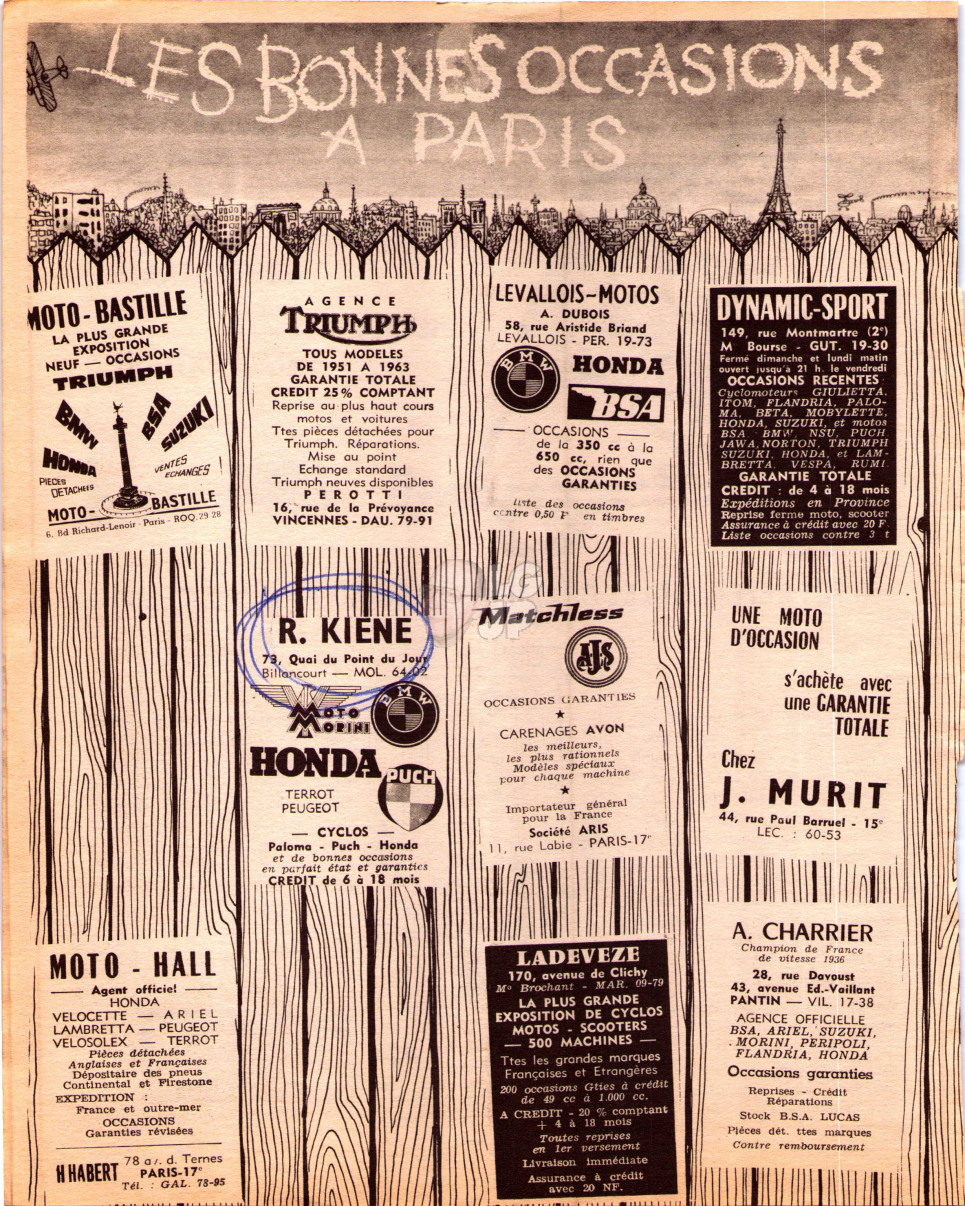 LES BONNES OCCASIONS
A PARIS
MOTO-BASTILLE
LA PLUS GRANDE
EXPOSITION
NEUF — OCCASIONS
TRIUMPH
BMW
BSA
SUZUKI
HONDA
PIECES
DETACHEES
VENTES
ECHANGES
MOTO-BASTILLE
6, Bd Richard-Lenoir - Paris - ROQ.29 28
AGENCE
TRIUMPH
TOUS MODELES
DE 1951 A 1963
GARANTIE TOTALE
CREDIT 25% COMPTANT
Reprise au plus haut cours
motos et voitures
Ttes pièces détachées pour
Triumph. Réparations.
Mise au point
Echange standard
Triumph neuves disponibles
PEROTTI
16, rue de la Prévoyance
VINCENNES - DAU. 79-91
LEVALLOIS-MOTOS
A. DUBOIS
58, rue Aristide Briand
LEVALLOIS - PER. 19-73
BMW
HONDA
BSA
— OCCASIONS —
de la 350 cc à la
650 cc, rien que
des OCCASIONS
GARANTIES
Liste des occasions
contre 0,50 F en timbres
DYNAMIC-SPORT
149, rue Montmartre (2e)
M Bourse - GUT. 19-30
Fermé dimanche et lundi matin
ouvert jusqu'à 21 h. le vendredi
OCCASIONS RECENTES
Cyclomoteurs GIULIETTA,
ITOM, FLANDRIA, PALO-
MA, BETA, MOBYLETTE,
HONDA, SUZUKI, et motos
BSA BMW, NSU, PUCH
JAWA, NORTON, TRIUMPH
SUZUKI, HONDA, et LAM-
BRETTA, VESPA, RUMI.
GARANTIE TOTALE
CREDIT : de 4 à 18 mois
Expéditions en Province
Reprise ferme moto, scooter
Assurance à crédit avec 20 F.
Liste occasions contre 3 t
R. KIENE
73, Quai du Point du Jour
Billancourt — MOL. 64-02
MOTO
MORINI
BMW
HONDA
PUCH
TERROT
PEUGEOT
— CYCLOS —
Paloma - Puch - Honda
et de bonnes occasions
en parfait état et garanties
CREDIT de 6 à 18 mois
Matchless
AJS
OCCASIONS GARANTIES
CARENAGES AVON
les meilleurs,
les plus rationnels
Modèles spéciaux
pour chaque machine
Importateur général
pour la France
Société ARIS
11, rue Labie - PARIS-17e
UNE MOTO
D'OCCASION
s'achète avec
une GARANTIE
TOTALE
Chez
J. MURIT
44, rue Paul Barruel - 15e
LEC. : 60-53
MOTO - HALL
— Agent officiel —
HONDA
VELOCETTE — ARIEL
LAMBRETTA — PEUGEOT
VELOSOLEX — TERROT
Pièces détachées
Anglaises et Françaises
Dépositaire des pneus
Continental et Firestone
EXPEDITION :
France et outre-mer
OCCASIONS
Garanties révisées
H HABERT
78 av. d. Ternes
PARIS-17e
Tél. : GAL. 78-95
LADEVEZE
170, avenue de Clichy
Mo Brochant - MAR. 09-79
LA PLUS GRANDE
EXPOSITION DE CYCLOS
MOTOS - SCOOTERS
— 500 MACHINES —
Ttes les grandes marques
Françaises et Etrangères
200 occasions Gties à crédit
de 49 cc à 1.000 cc.
A CREDIT - 20 % comptant
+ 4 à 18 mois
Toutes reprises
en 1er versement
Livraison immédiate
Assurance à crédit
avec 20 NF.
A. CHARRIER
Champion de France
de vitesse 1936
28, rue Davoust
43, avenue Ed.-Vaillant
PANTIN — VIL. 17-38
AGENCE OFFICIELLE
BSA, ARIEL, SUZUKI,
MORINI, PERIPOLI,
FLANDRIA, HONDA
Occasions garanties
Reprises - Crédit
Réparations
Stock B.S.A. LUCAS
Pièces dét. ttes marques
Contre remboursement